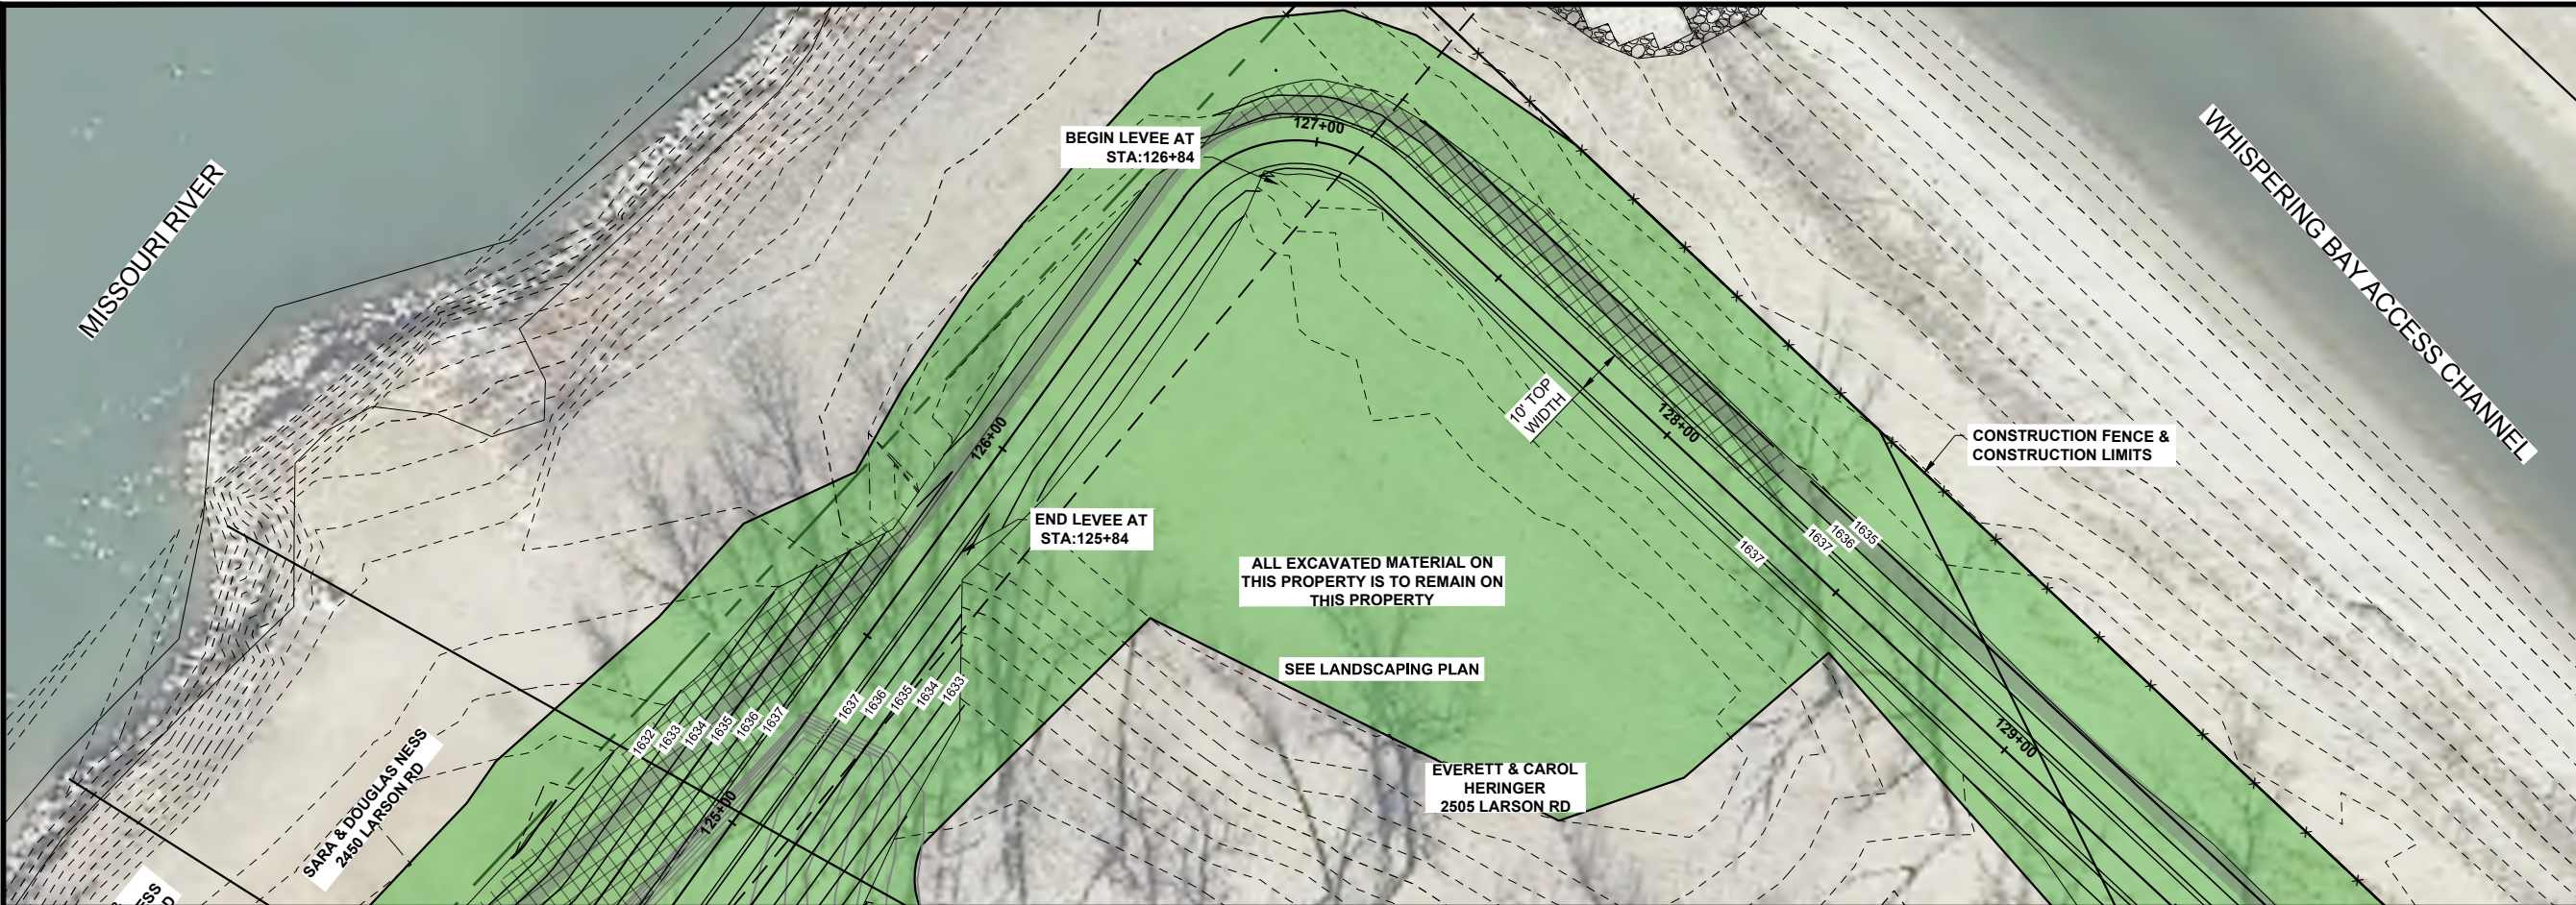 MISSOURI RIVER
BEGIN LEVEE AT
STA:126+84
127+00
WHISPERING BAY ACCESS CHANNEL
126+00
10' TOP
WIDTH
128+00
CONSTRUCTION FENCE &
CONSTRUCTION LIMITS
END LEVEE AT
STA:125+84
1637
1637
1636
1635
ALL EXCAVATED MATERIAL ON
THIS PROPERTY IS TO REMAIN ON
THIS PROPERTY
SEE LANDSCAPING PLAN
1632
1633
1634
1635
1636
1637
1637
1636
1635
1634
1633
125+00
129+00
SARA & DOUGLAS NESS
2450 LARSON RD
EVERETT & CAROL
HERINGER
2505 LARSON RD
ESS
D